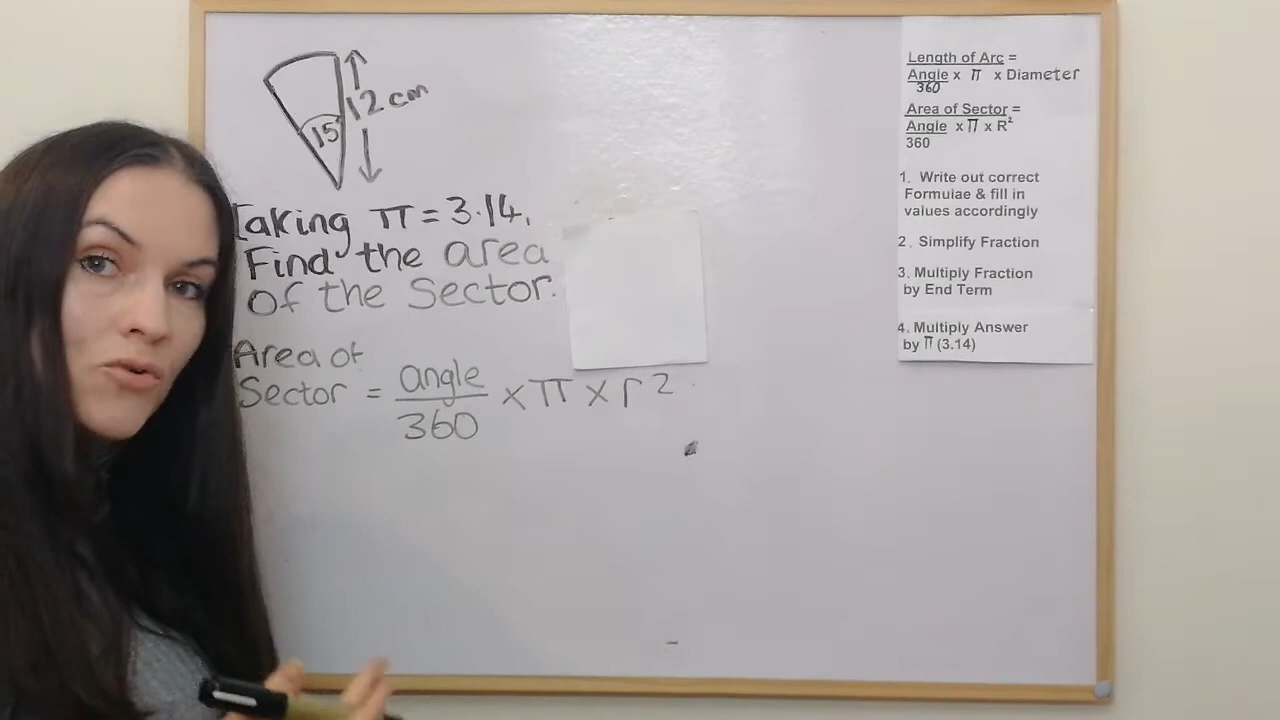 15
12 cm
Taking π = 3.14,
Find the area
of the Sector.
Area of
Sector = angle x π x r²
360
Length of Arc =
Angle x π x Diameter
360
Area of Sector =
Angle x π x R²
360
1. Write out correct
Formulae & fill in
values accordingly
2. Simplify Fraction
3. Multiply Fraction
by End Term
4. Multiply Answer
by π (3.14)